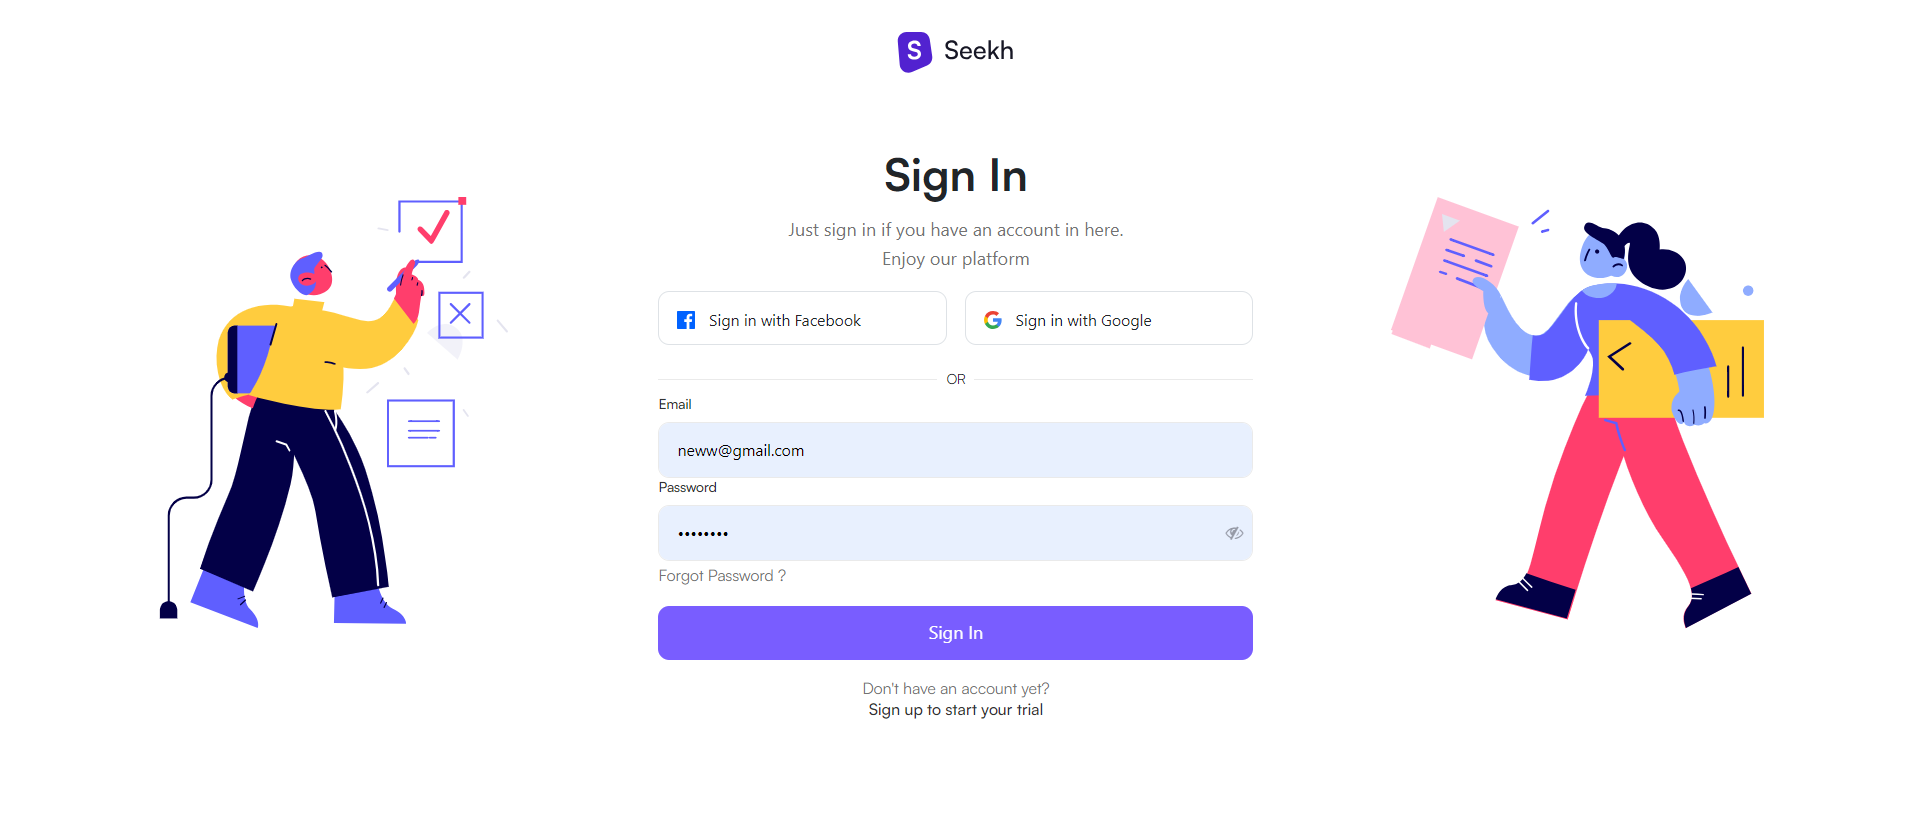 S Seekh
Sign In
Just sign in if you have an account in here.
Enjoy our platform
Sign in with Facebook
Sign in with Google
OR
Email
neww@gmail.com
Password
••••••••
Forgot Password ?
Sign In
Don't have an account yet?
Sign up to start your trial